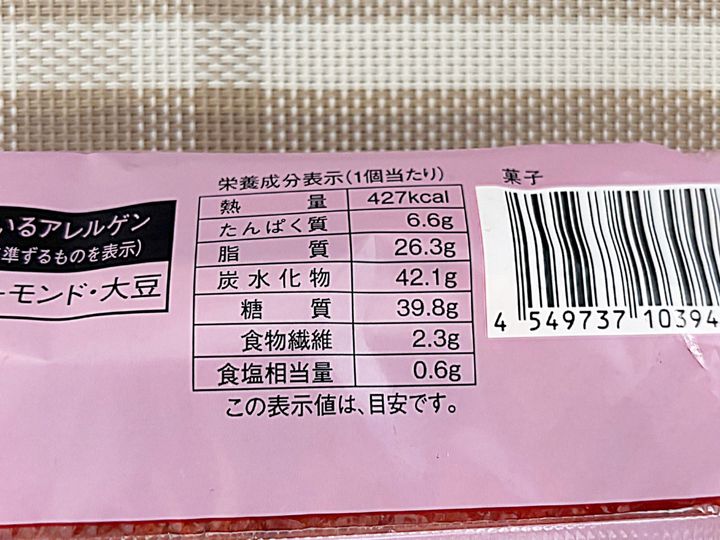 いるアレルゲン
準ずるものを表示)
ーモンド・大豆
栄養成分表示(1個当たり)
熱量 427kcal
たんぱく質 6.6g
脂質 26.3g
炭水化物 42.1g
糖質 39.8g
食物繊維 2.3g
食塩相当量 0.6g
この表示値は、目安です。
菓子
4 549737 10394